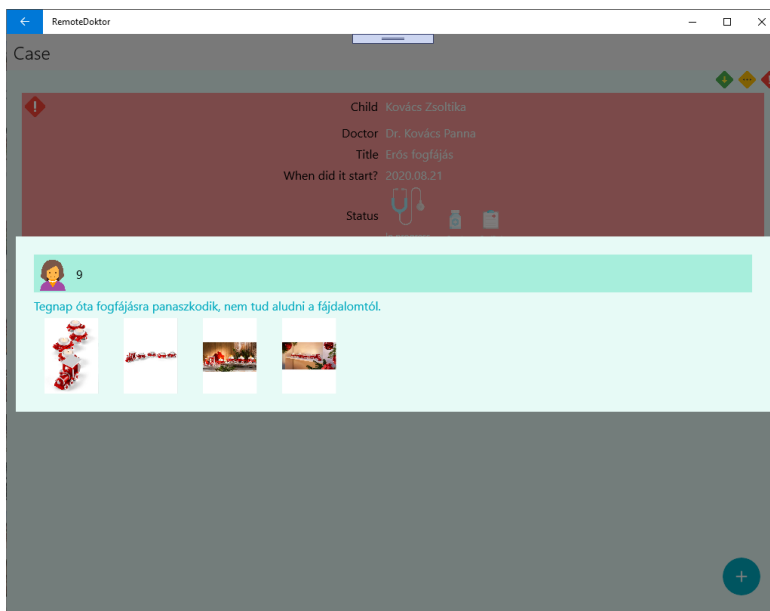 RemoteDoktor
Case
Child Kovács Zsoltika
Doctor Dr. Kovács Panna
Title Erős fogfájás
When did it start? 2020.08.21
Status
9
Tegnap óta fogfájásra panaszkodik, nem tud aludni a fájdalomtól.